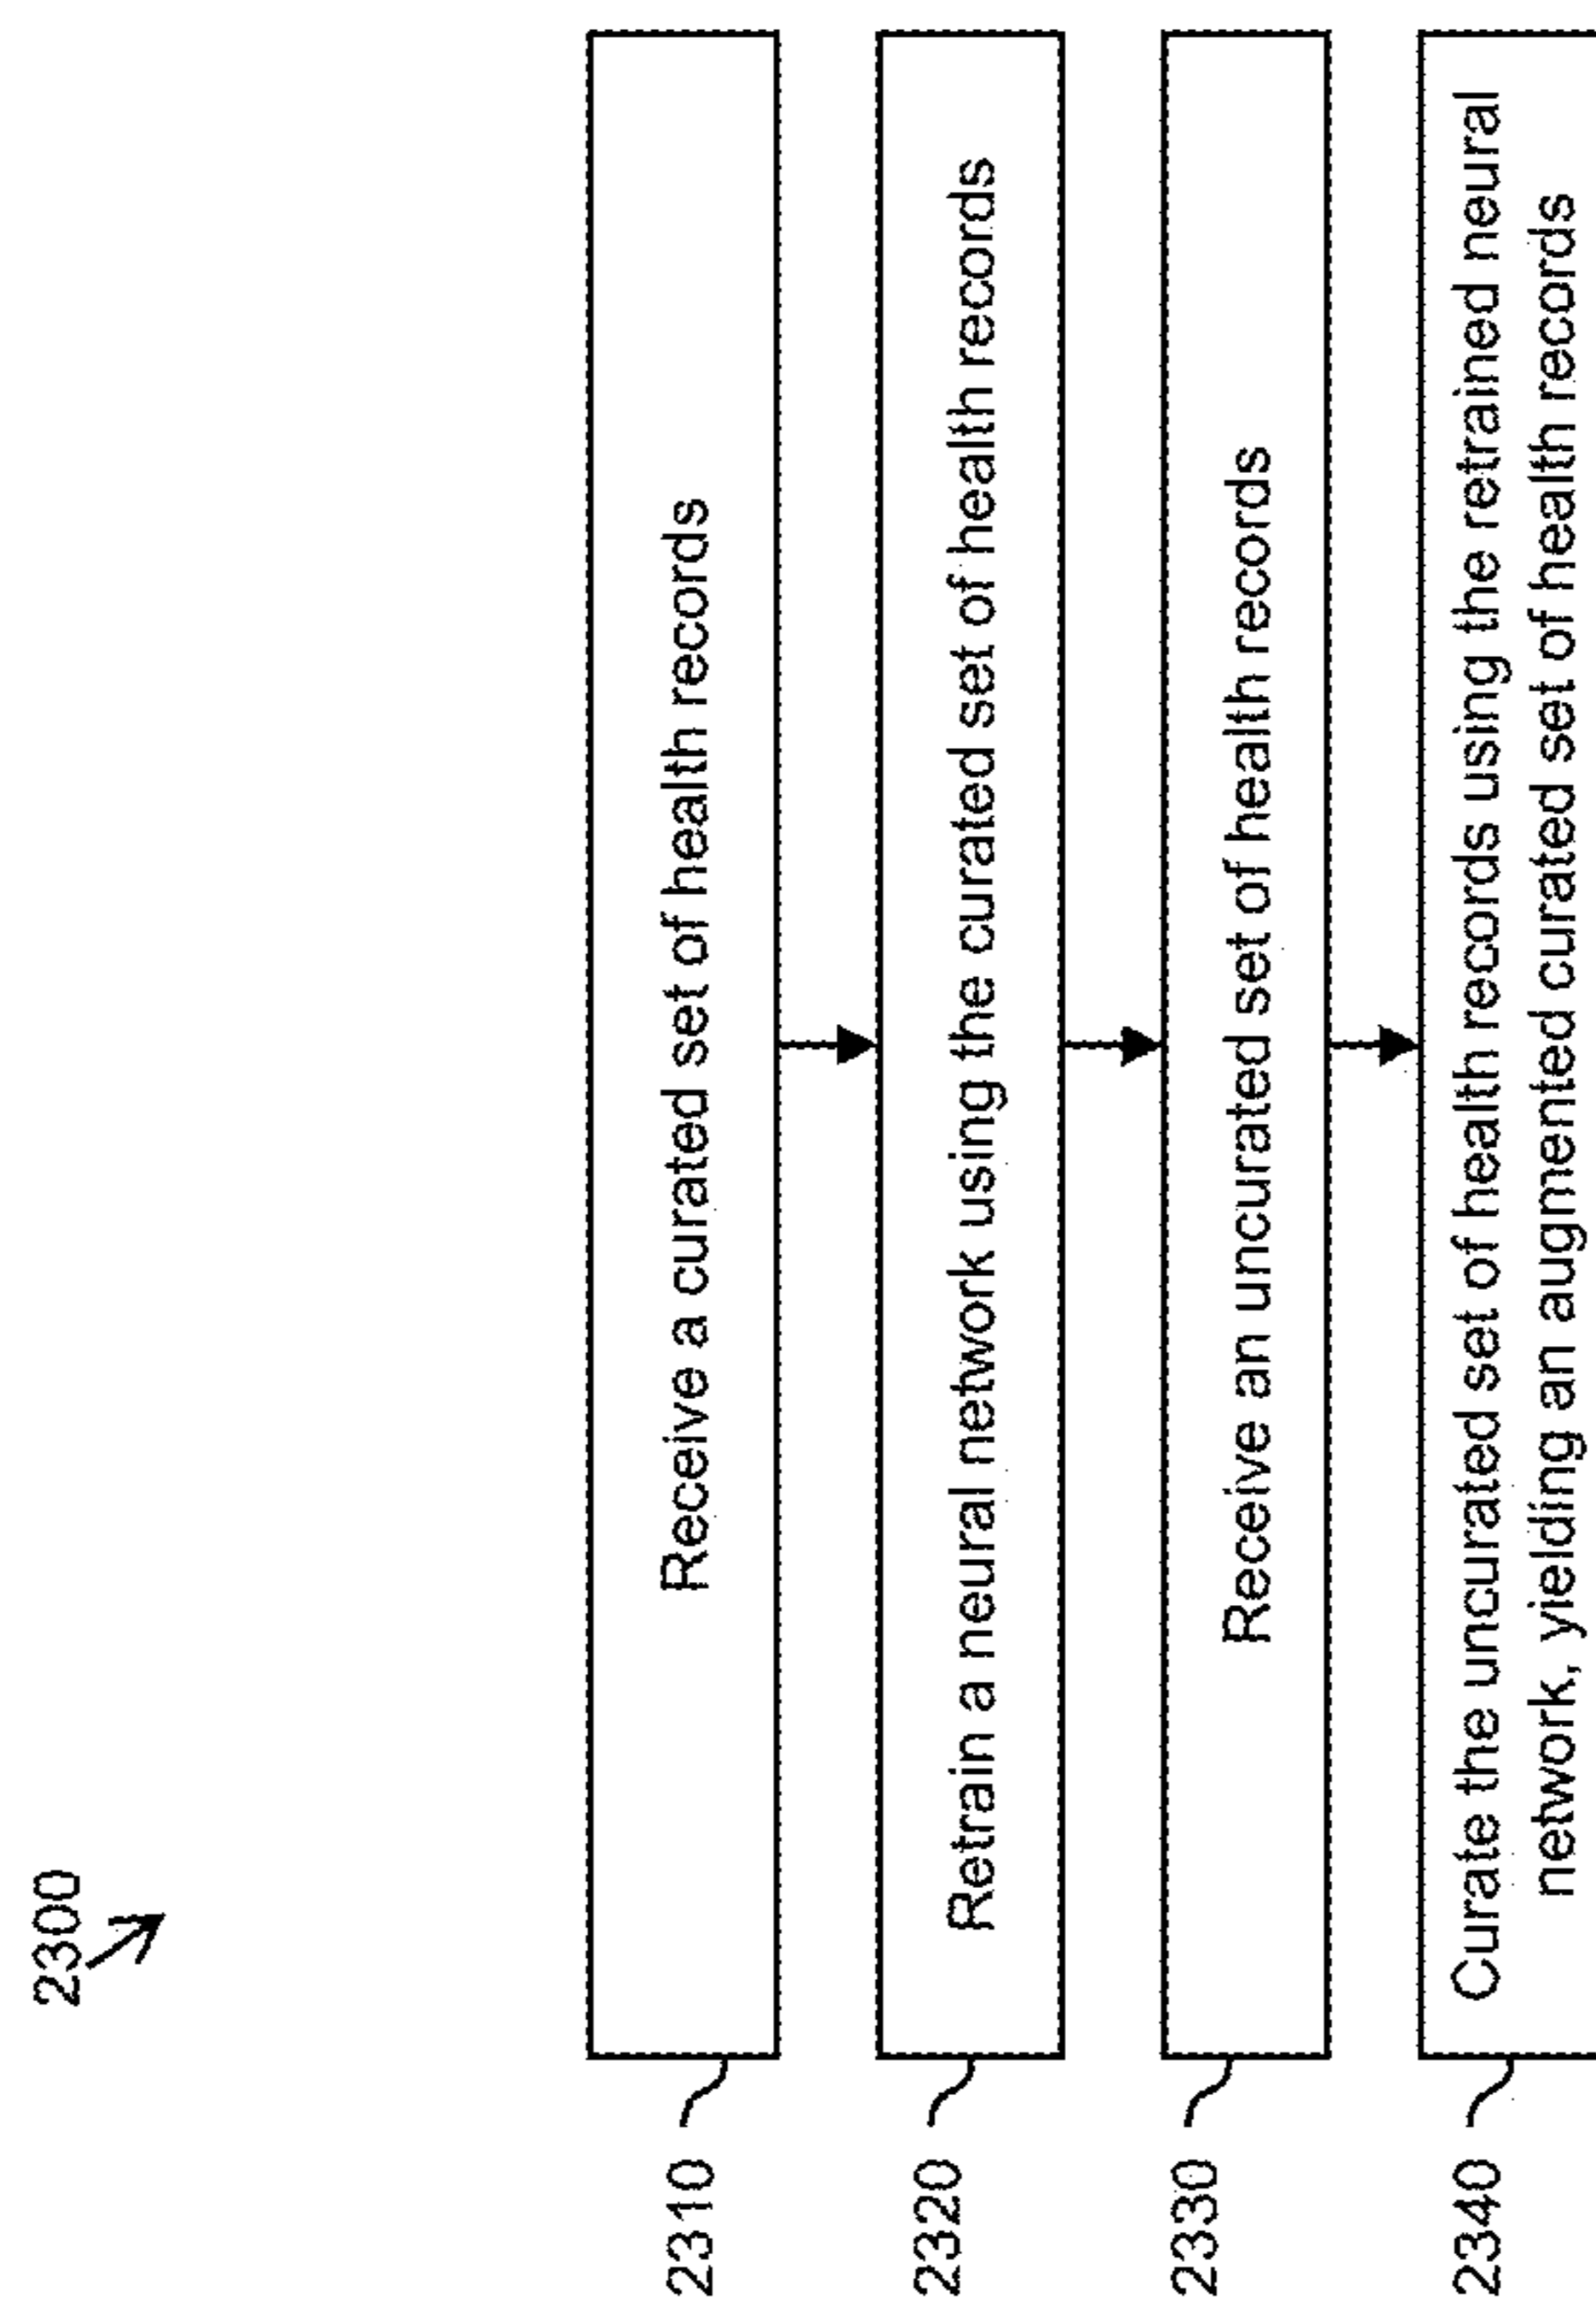 2300
2310
Receive a curated set of health records
2320
Retrain a neural network using the curated set of health records
2330
Receive an uncurated set of health records
2340
Curate the uncurated set of health records using the retrained neural
network, yielding an augmented curated set of health records